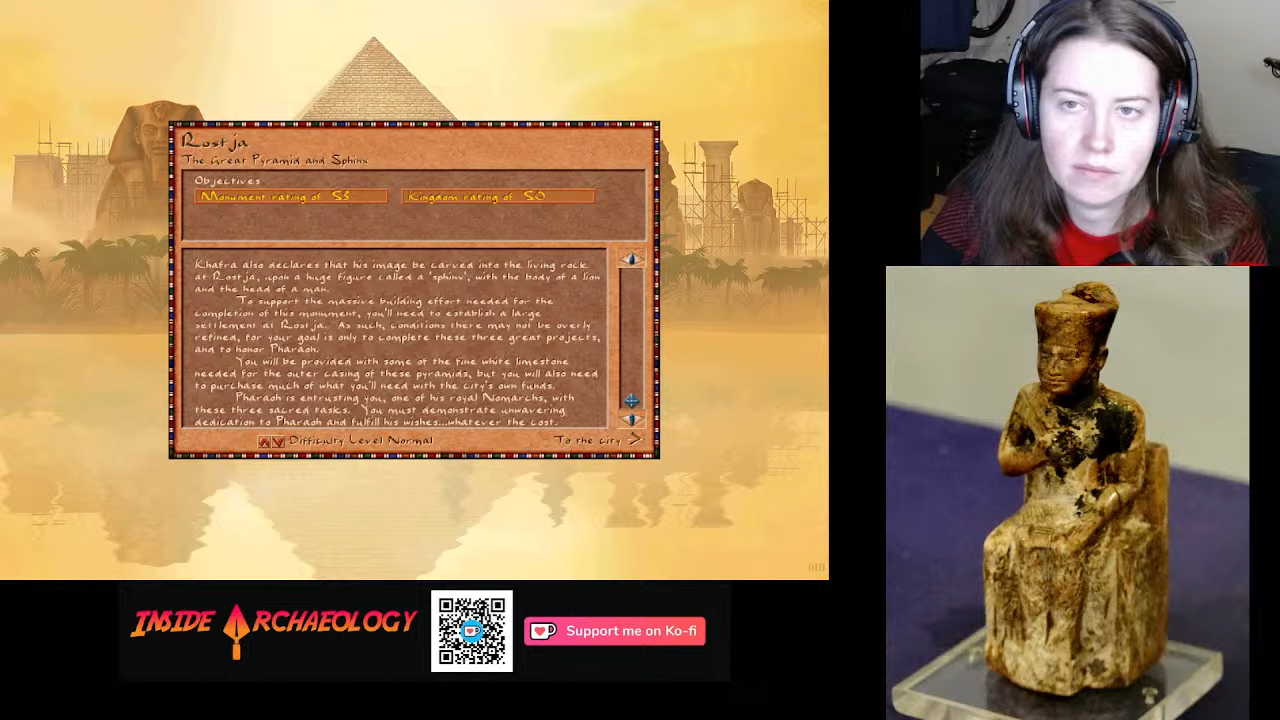 Rostja
The Great Pyramid and Sphinx
Objectives
Monument rating of 53
Kingdom rating of 50
Khafra also declares that his image be carved into the living rock
at Rostja, upon a huge figure called a 'sphinx', with the body of a lion
and the head of a man.
To support the massive building effort needed for the
completion of this monument, you'll need to establish a large
settlement at Rostja. As such, conditions there may not be overly
refined, for your goal is only to complete these three great projects,
and to honor Pharaoh.
You will be provided with some of the fine white limestone
needed for the outer casing of these pyramids, but you will also need
to purchase much of what you'll need with the city's own funds.
Pharaoh is entrusting you, one of his royal Nomarchs, with
these three sacred tasks. You must demonstrate unwavering
dedication to Pharaoh and fulfill his wishes...whatever the cost.
Difficulty Level Normal
To the city
INSIDE ARCHAEOLOGY
Support me on Ko-fi